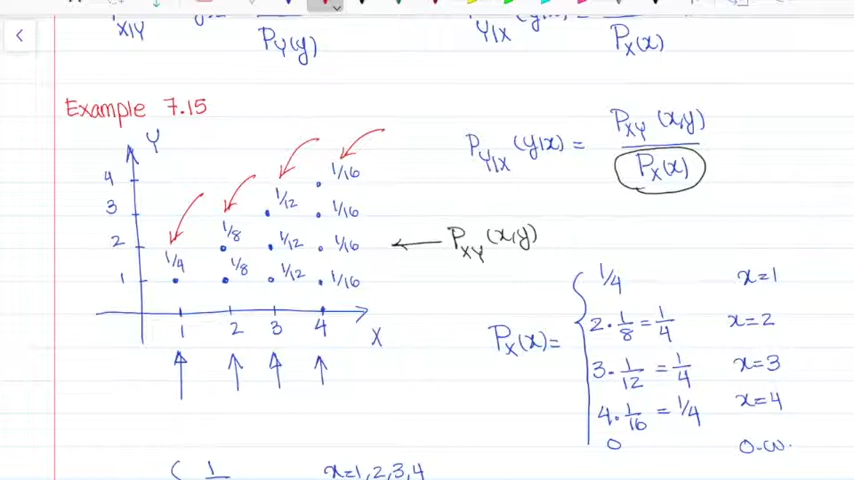 X|Y
P_Y(y)
Y|X
P_X(x)
Example 7.15
P_{Y|X}(y|x) = P_{XY}(x,y) / P_X(x)
Y
4 1/16
3 1/12 1/16
2 1/8 1/12 1/16
1 1/4 1/8 1/12 1/16
1 2 3 4 X
← P_{XY}(x,y)
P_X(x) = {
1/4 x=1
2·1/8 = 1/4 x=2
3·1/12 = 1/4 x=3
4·1/16 = 1/4 x=4
0 o.w.
{ 1 x=1,2,3,4